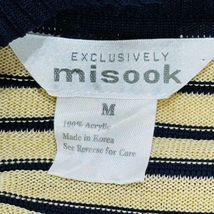 EXCLUSIVELY
misook
M
100% Acrylic
Made in Korea
See Reverse for Care